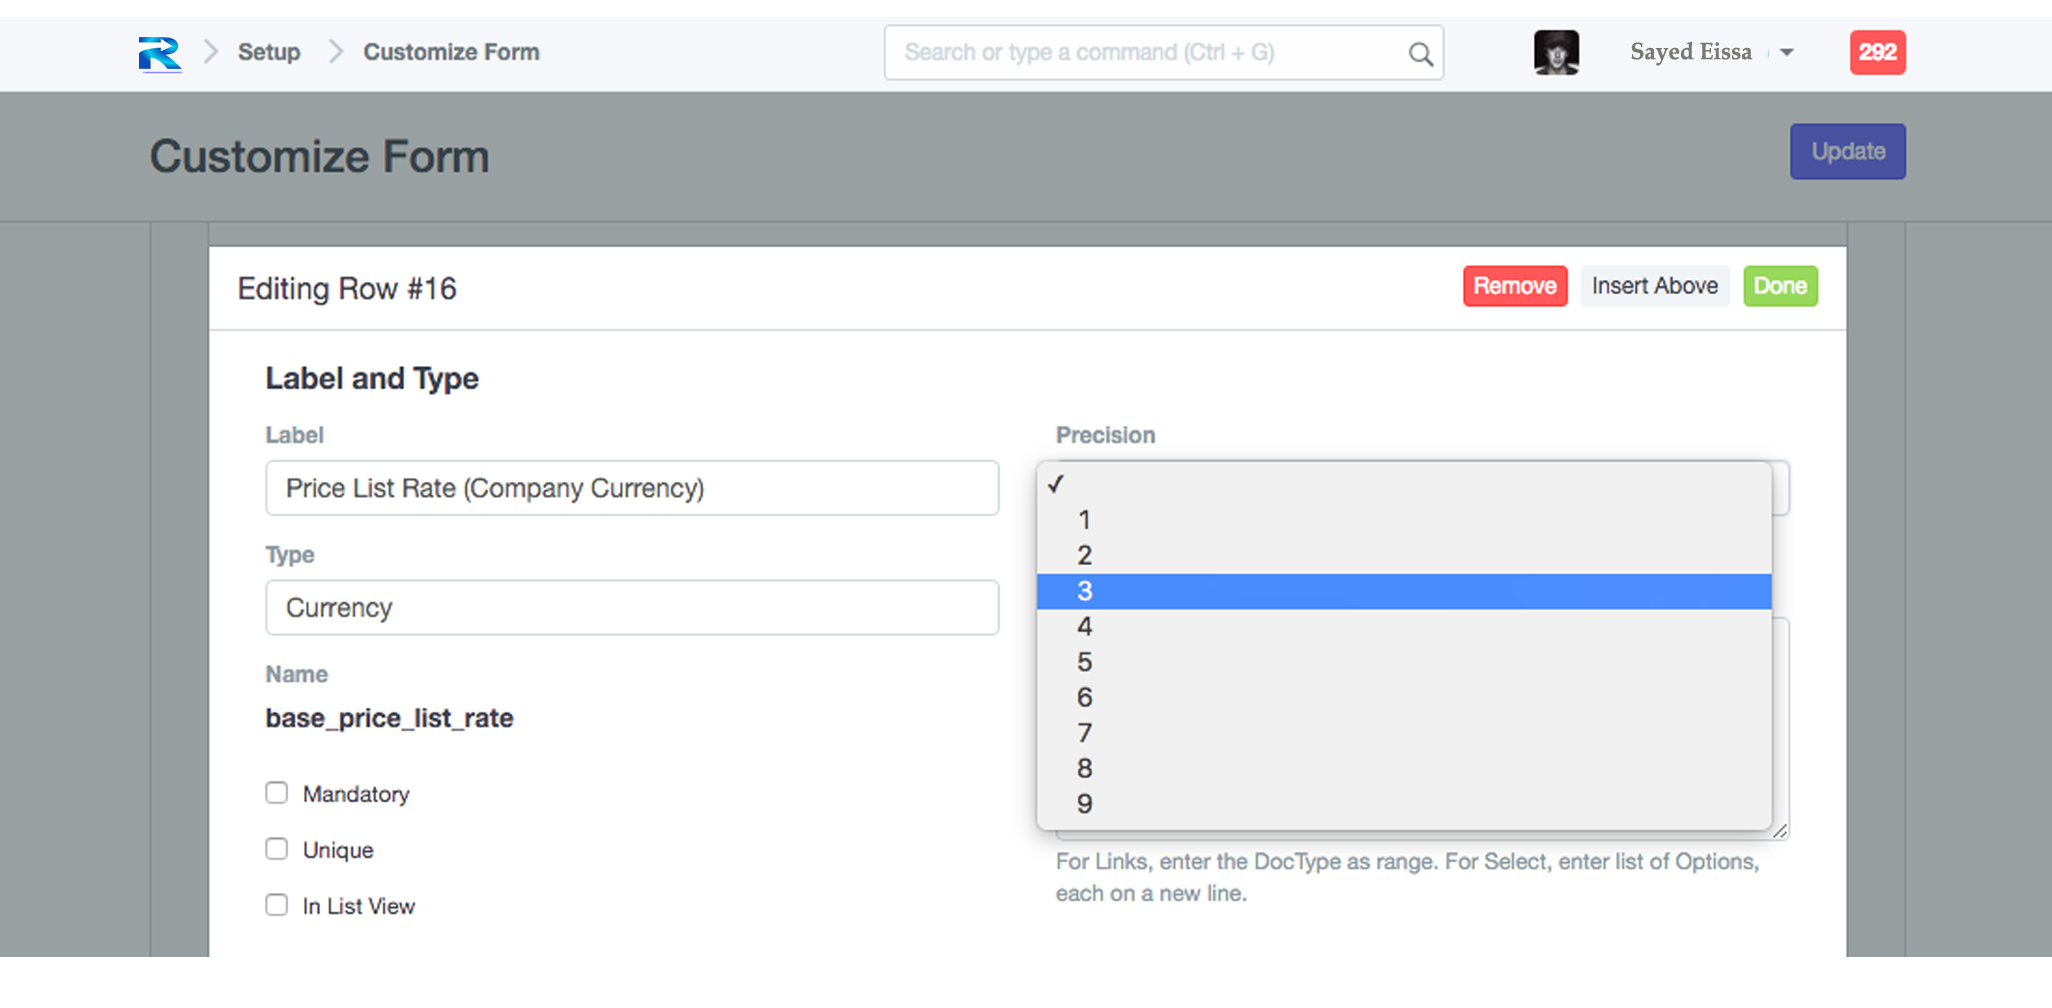 Setup
Customize Form
Search or type a command (Ctrl + G)
Sayed Eissa
292
Customize Form
Update
Editing Row #16
Remove
Insert Above
Done
Label and Type
Label
Price List Rate (Company Currency)
Type
Currency
Name
base_price_list_rate
Mandatory
Unique
In List View
Precision
✓
1
2
3
4
5
6
7
8
9
For Links, enter the DocType as range. For Select, enter list of Options,
each on a new line.